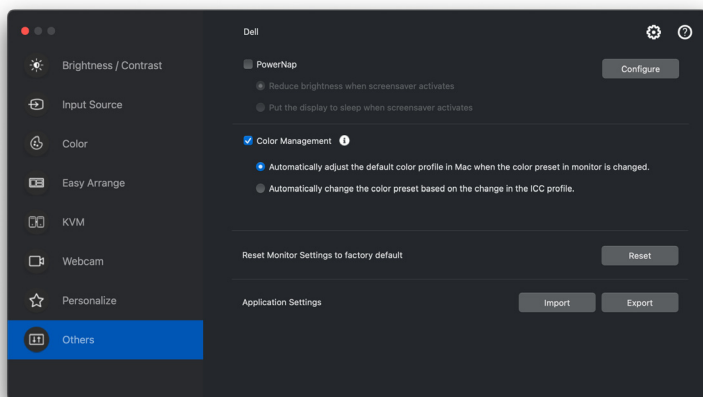 Dell
Brightness / Contrast
Input Source
Color
Easy Arrange
KVM
Webcam
Personalize
Others
PowerNap
Configure
Reduce brightness when screensaver activates
Put the display to sleep when screensaver activates
Color Management
Automatically adjust the default color profile in Mac when the color preset in monitor is changed.
Automatically change the color preset based on the change in the ICC profile.
Reset Monitor Settings to factory default
Reset
Application Settings
Import
Export